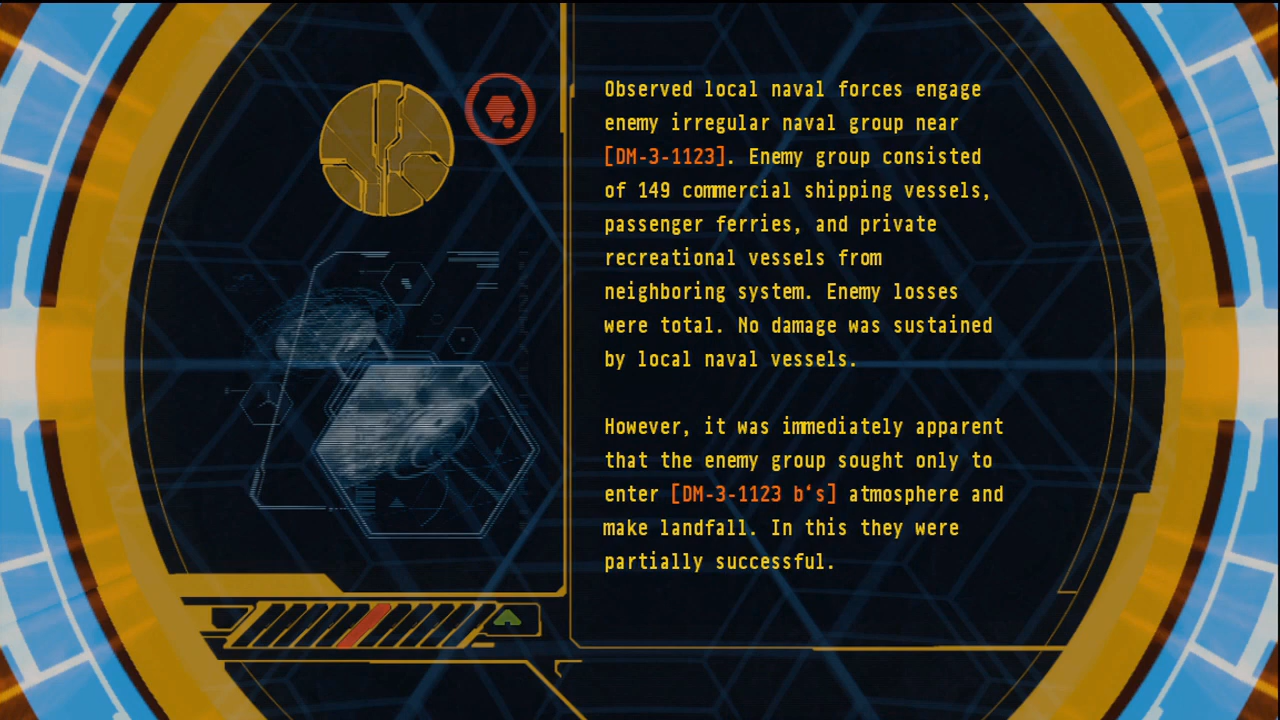 Observed local naval forces engage
enemy irregular naval group near
[DM-3-1123]. Enemy group consisted
of 149 commercial shipping vessels,
passenger ferries, and private
recreational vessels from
neighboring system. Enemy losses
were total. No damage was sustained
by local naval vessels.
However, it was immediately apparent
that the enemy group sought only to
enter [DM-3-1123 b‘s] atmosphere and
make landfall. In this they were
partially successful.